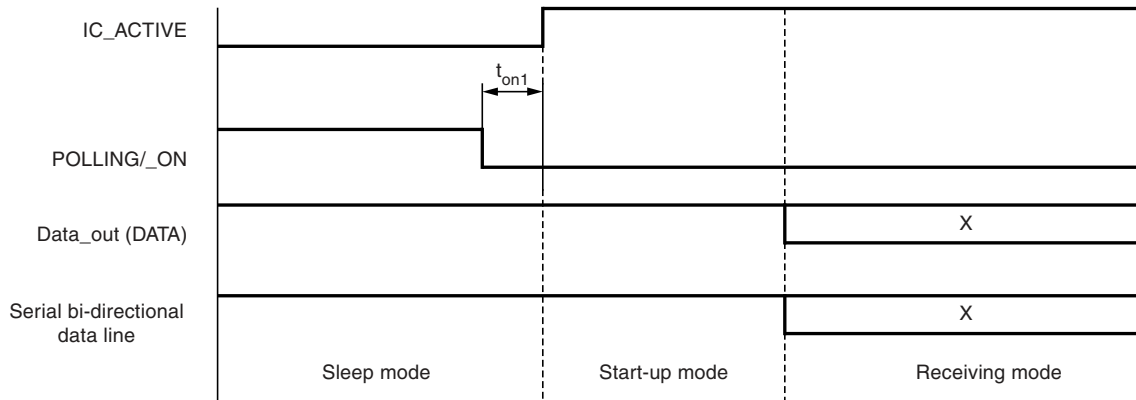 IC_ACTIVE
ton1
POLLING/_ON
Data_out (DATA)
X
Serial bi-directional
data line
X
Sleep mode
Start-up mode
Receiving mode